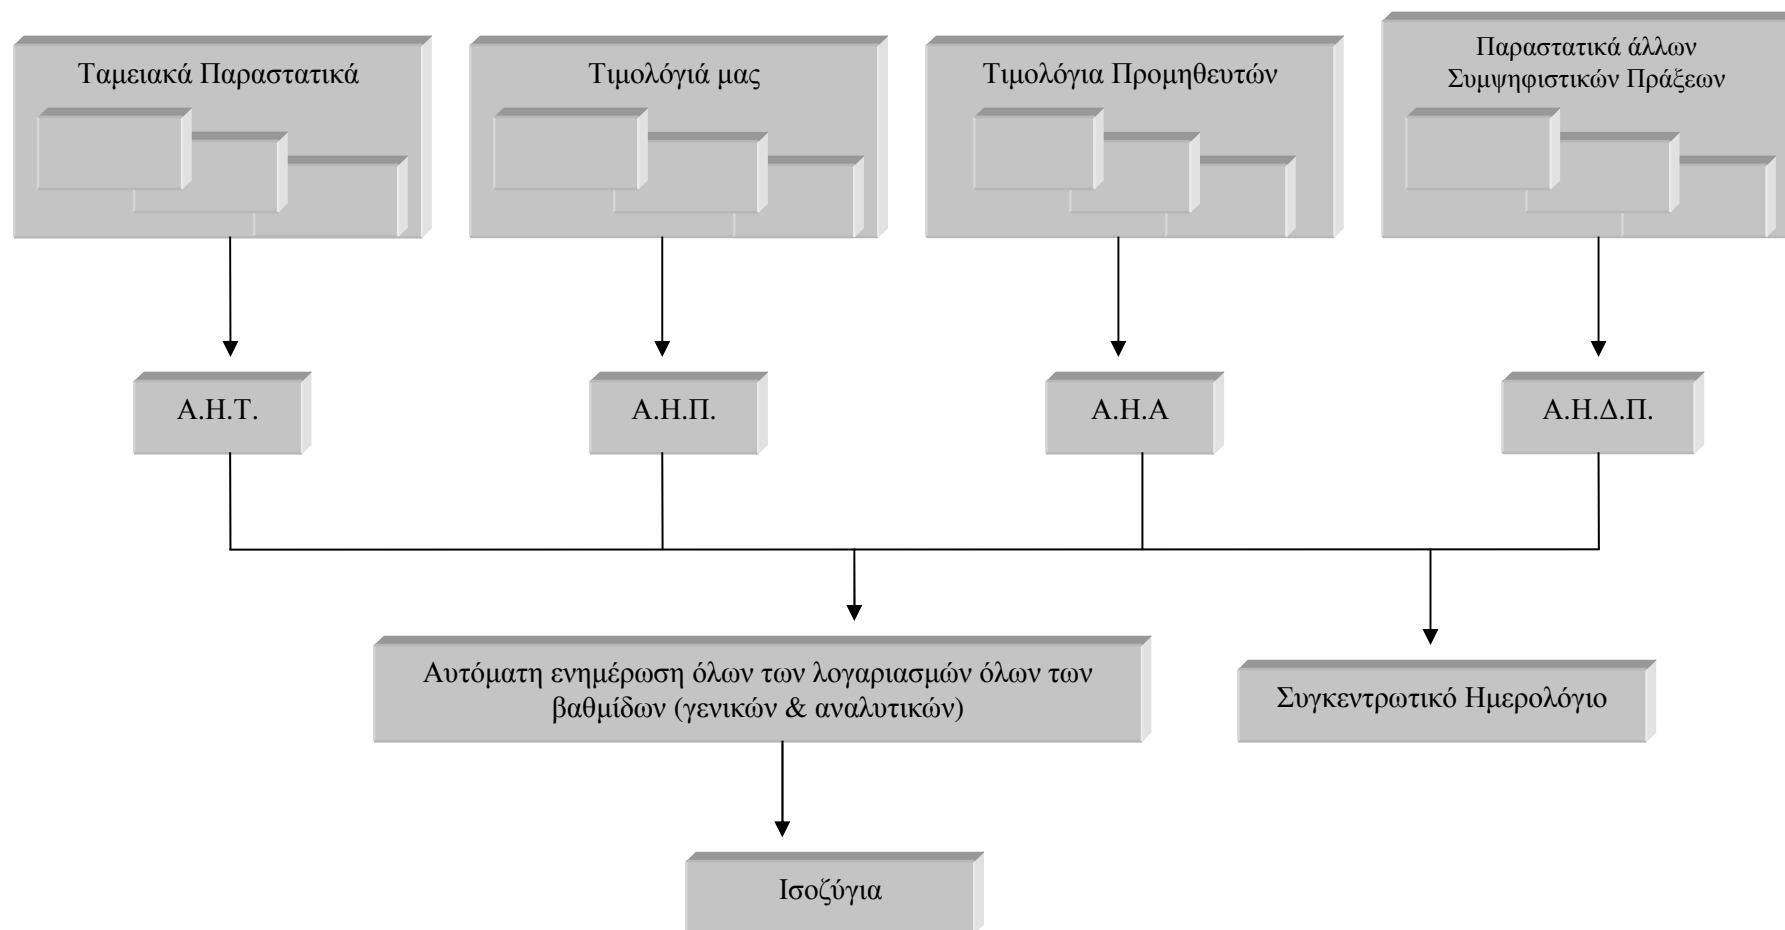 Ταμειακά Παραστατικά
Τιμολόγιά μας
Τιμολόγια Προμηθευτών
Παραστατικά άλλων
Συμψηφιστικών Πράξεων
Α.Η.Τ.
Α.Η.Π.
Α.Η.Α
Α.Η.Δ.Π.
Αυτόματη ενημέρωση όλων των λογαριασμών όλων των
βαθμίδων (γενικών & αναλυτικών)
Συγκεντρωτικό Ημερολόγιο
Ισοζύγια